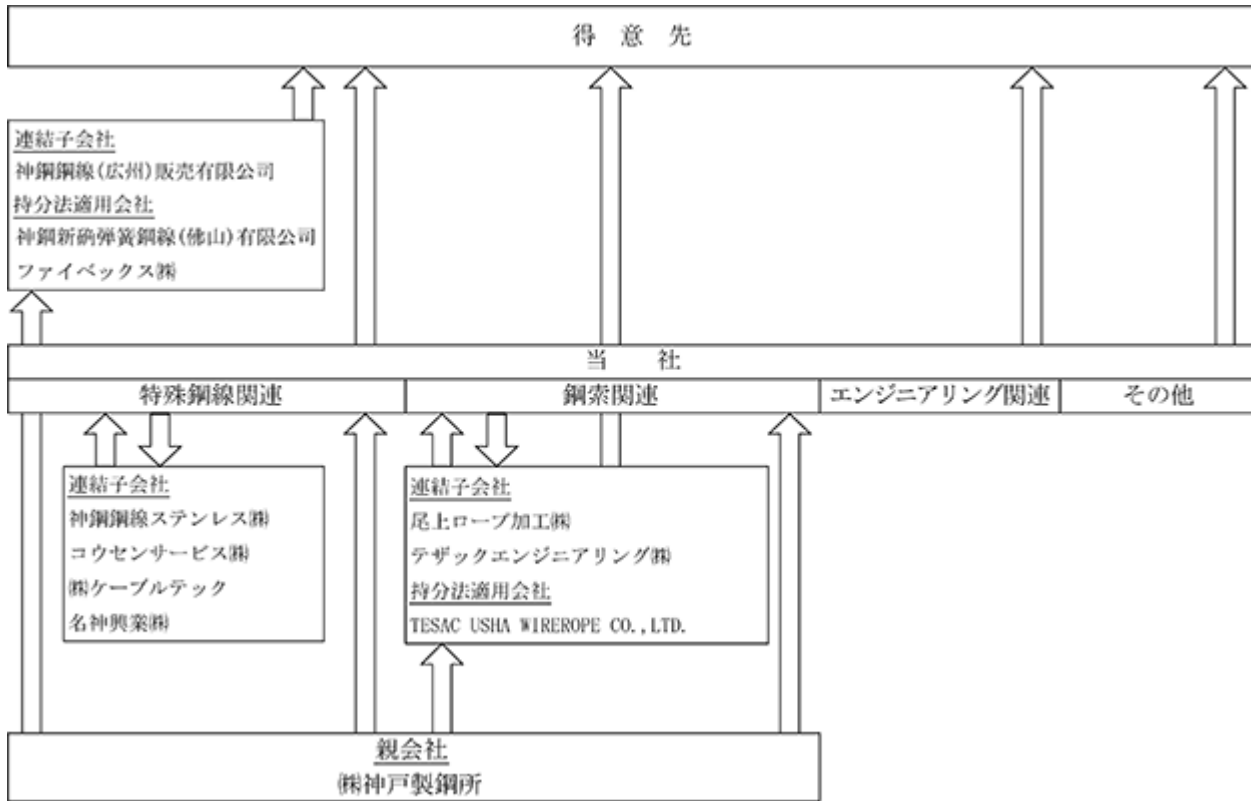 得 意 先
連結子会社
神鋼鋼線(広州)販売有限公司
持分法適用会社
神鋼新确弾簧鋼線(佛山)有限公司
ファイベックス㈱
当 社
特殊鋼線関連
鋼索関連
エンジニアリング関連
その他
連結子会社
神鋼鋼線ステンレス㈱
コウセンサービス㈱
㈱ケーブルテック
名神興業㈱
連結子会社
尾上ロープ加工㈱
テザックエンジニアリング㈱
持分法適用会社
TESAC USHA WIREROPE CO.,LTD.
親会社
㈱神戸製鋼所